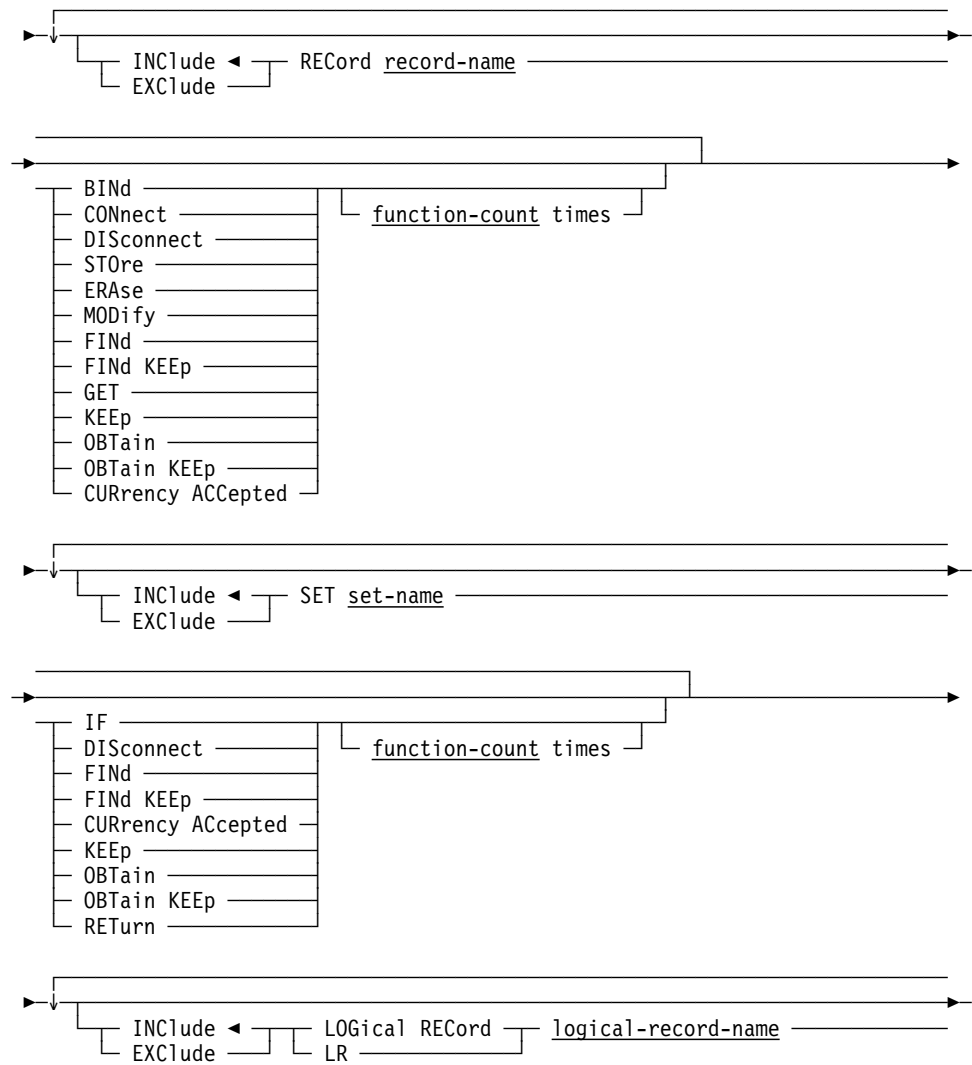 INClude RECord record-name
EXClude
BINd
CONnect function-count times
DISconnect
STOre
ERAse
MODify
FINd
FINd KEEp
GET
KEEp
OBTain
OBTain KEEp
CURrency ACCepted
INClude SET set-name
EXClude
IF
DISconnect function-count times
FINd
FINd KEEp
CURrency ACcepted
KEEp
OBTain
OBTain KEEp
RETurn
INClude LOGical RECord logical-record-name
EXClude LR